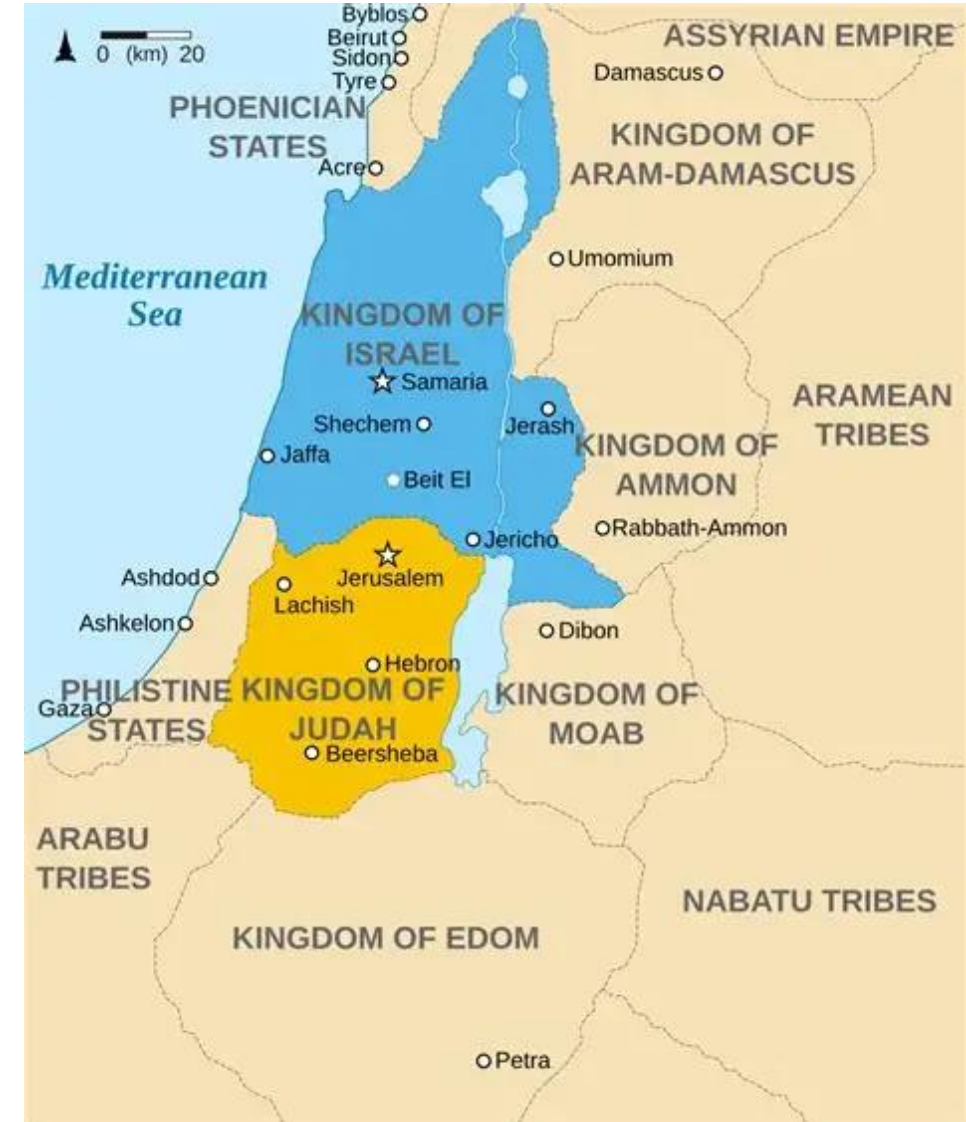 Byblos
Beirut
Sidon
Tyre
0 (km) 20
ASSYRIAN EMPIRE
Damascus
PHOENICIAN
STATES
Acre
KINGDOM OF
ARAM-DAMASCUS
Umomium
Mediterranean
Sea
KINGDOM OF
ISRAEL
Samaria
Shechem
Jaffa
Beit El
Jerash
KINGDOM OF
AMMON
ARAMEAN
TRIBES
Rabbath-Ammon
Jericho
Jerusalem
Ashdod
Lachish
Ashkelon
Dibon
Hebron
PHILISTINE
STATES
Gaza
KINGDOM OF
JUDAH
Beersheba
KINGDOM OF
MOAB
ARABU
TRIBES
NABATU TRIBES
KINGDOM OF EDOM
Petra